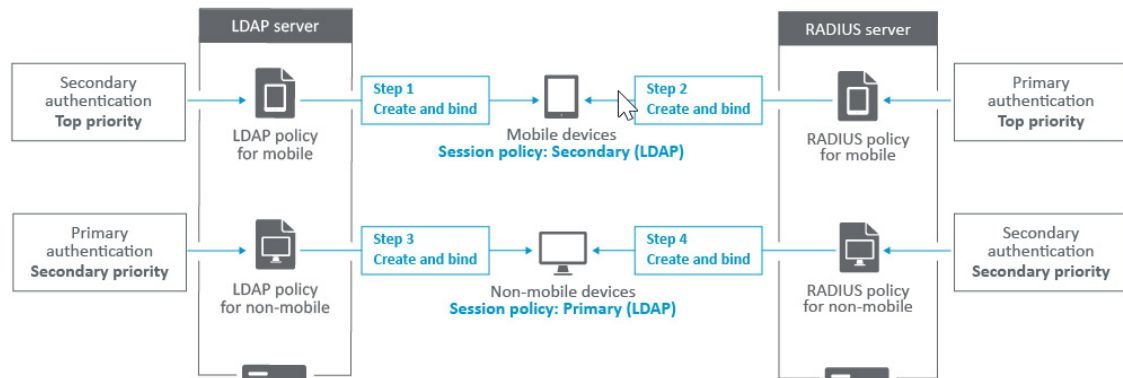 LDAP server
RADIUS server
Secondary
authentication
Top priority
LDAP policy
for mobile
Step 1
Create and bind
Mobile devices
Session policy: Secondary (LDAP)
Step 2
Create and bind
RADIUS policy
for mobile
Primary
authentication
Top priority
Primary
authentication
Secondary priority
LDAP policy
for non-mobile
Step 3
Create and bind
Non-mobile devices
Session policy: Primary (LDAP)
Step 4
Create and bind
RADIUS policy
for non-mobile
Secondary
authentication
Secondary priority